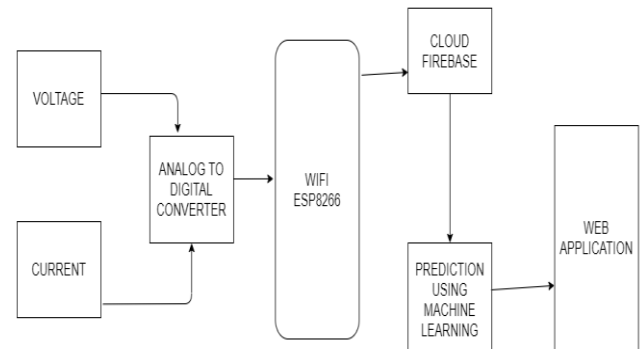 VOLTAGE
CURRENT
ANALOG TO
DIGITAL
CONVERTER
WIFI
ESP8266
CLOUD
FIREBASE
PREDICTION
USING
MACHINE
LEARNING
WEB
APPLICATION